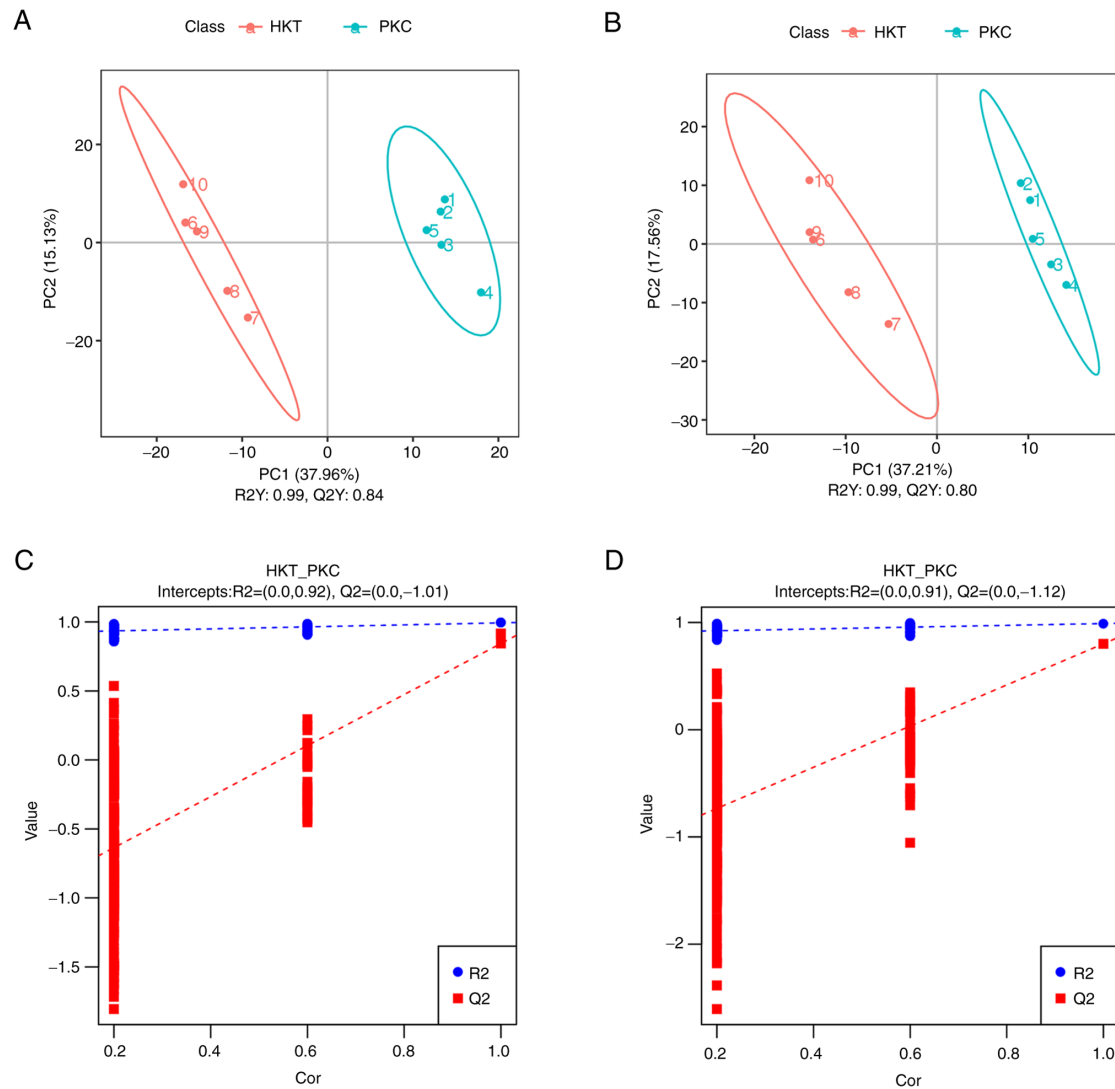 A
Class a HKT a PKC
20
0
−20
−20
−10
0
10
20
PC2 (15.13%)
10
6
9
8
7
1
2
5
3
4
PC1 (37.96%)
R2Y: 0.99, Q2Y: 0.84
B
Class a HKT a PKC
20
10
0
−10
−20
−30
−20
−10
0
10
PC2 (17.56%)
10
9
6
8
7
2
1
5
3
4
PC1 (37.21%)
R2Y: 0.99, Q2Y: 0.80
C
HKT_PKC
Intercepts:R2=(0.0,0.92), Q2=(0.0,−1.01)
1.0
0.5
0.0
−0.5
−1.0
−1.5
Value
R2
Q2
0.2
0.4
0.6
0.8
1.0
Cor
D
HKT_PKC
Intercepts:R2=(0.0,0.91), Q2=(0.0,−1.12)
1
0
−1
−2
Value
R2
Q2
0.2
0.4
0.6
0.8
1.0
Cor